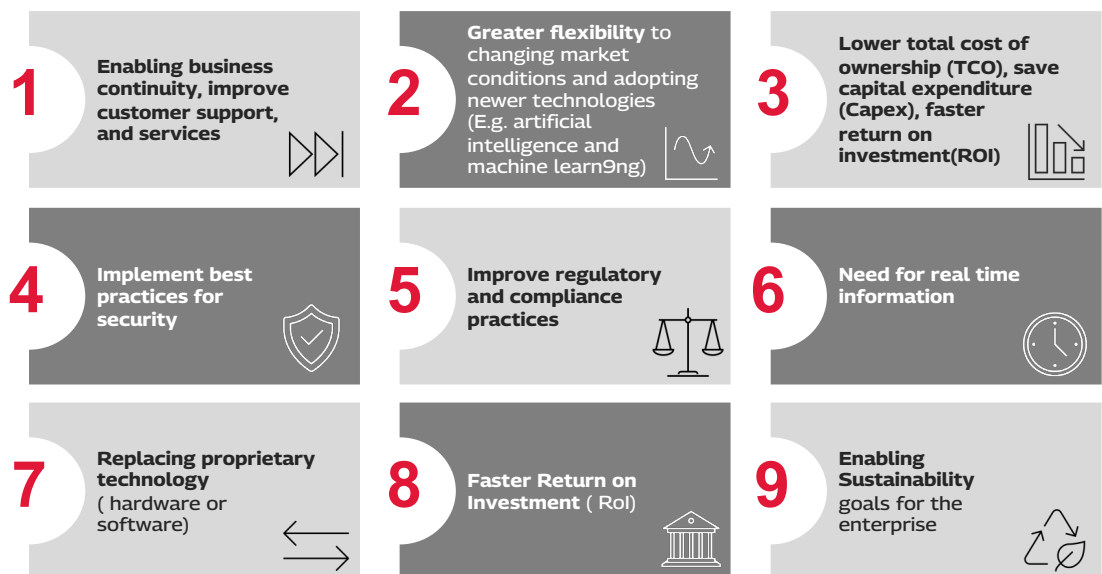 1
Enabling business
continuity, improve
customer support,
and services
2
Greater flexibility to
changing market
conditions and adopting
newer technologies
(E.g. artificial
intelligence and
machine learn9ng)
3
Lower total cost of
ownership (TCO), save
capital expenditure
(Capex), faster
return on
investment(ROI)
4
Implement best
practices for
security
5
Improve regulatory
and compliance
practices
6
Need for real time
information
7
Replacing proprietary
technology
( hardware or
software)
8
Faster Return on
Investment ( RoI)
9
Enabling
Sustainability
goals for the
enterprise